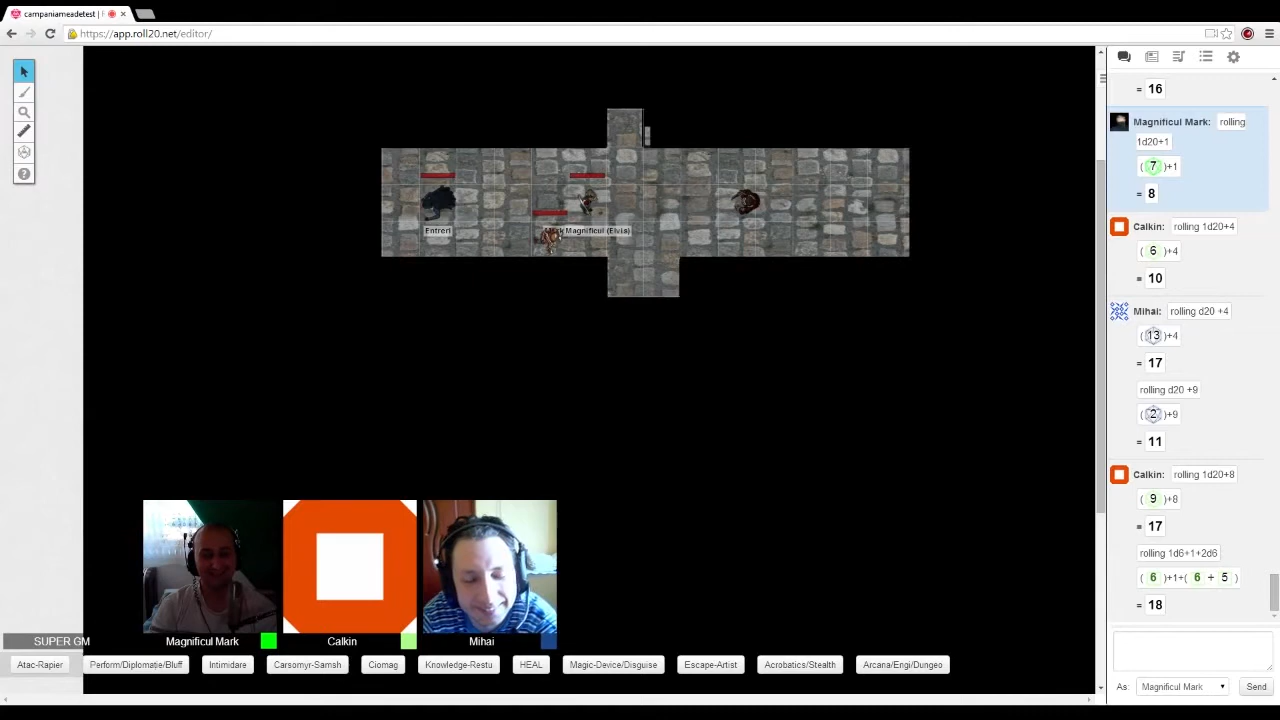 campaniameadetest |
https://app.roll20.net/editor/
= 16
Magnificul Mark: rolling
1d20+1
(7)+1
= 8
Calkin: rolling 1d20+4
(6)+4
= 10
Mihai: rolling d20 +4
(13)+4
= 17
rolling d20 +9
(2)+9
= 11
Calkin: rolling 1d20+8
(9)+8
= 17
rolling 1d6+1+2d6
(6)+1+(6+5)
= 18
Entreri
Magnificul (Elvis)
SUPER GM
Magnificul Mark
Calkin
Mihai
Atac-Rapier
Perform/Diplomație/Bluff
Intimidare
Carsomyr-Samsh
Ciomag
Knowledge-Restu
HEAL
Magic-Device/Disguise
Escape-Artist
Acrobatics/Stealth
Arcana/Engi/Dungeo
As:
Magnificul Mark
Send